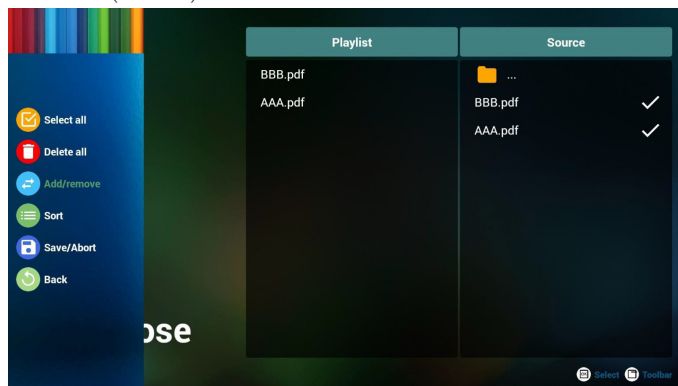 Playlist
Source
BBB.pdf
AAA.pdf
...
BBB.pdf
AAA.pdf
Select all
Delete all
Add/remove
Sort
Save/Abort
Back
ose
Select
Toolbar